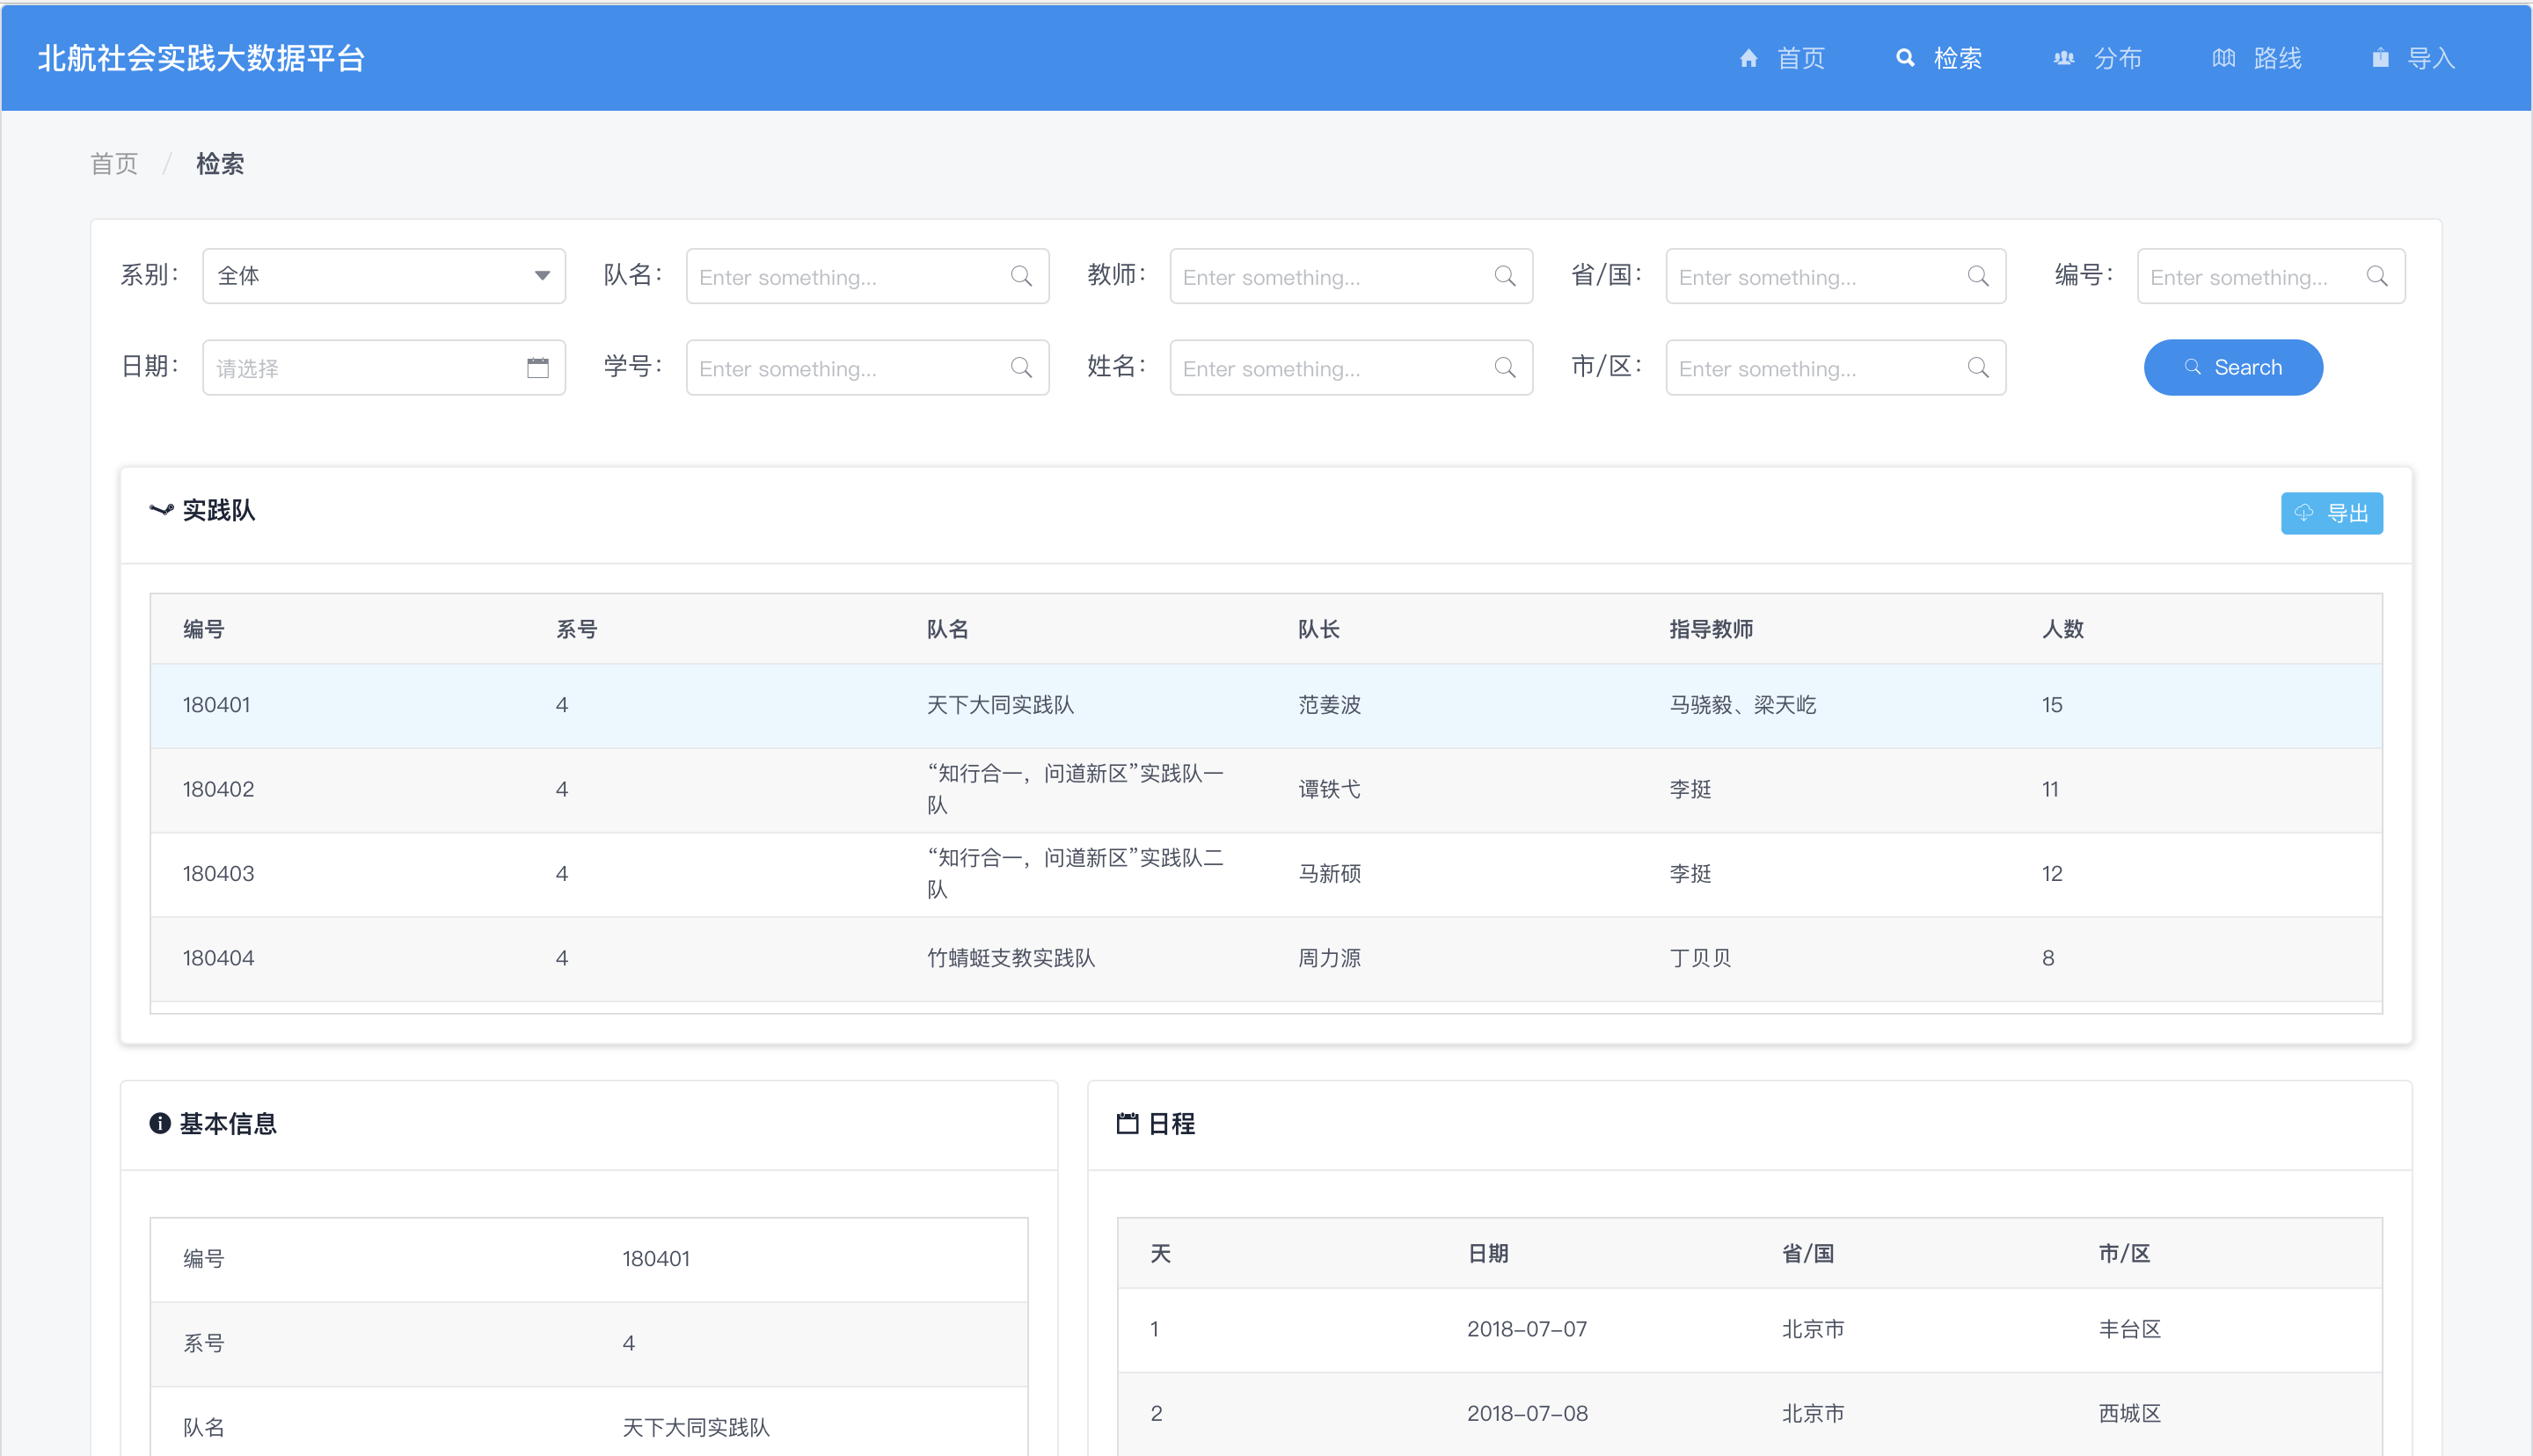 北航社会实践大数据平台
首页 检索 分布 路线 导入
首页 / 检索
系别： 全体 队名： Enter something... 教师： Enter something... 省/国： Enter something... 编号： Enter something...
日期： 请选择 学号： Enter something... 姓名： Enter something... 市/区： Enter something... Search
实践队 导出
编号 系号 队名 队长 指导教师 人数
180401 4 天下大同实践队 范姜波 马骁毅、梁天屹 15
180402 4 “知行合一，问道新区”实践队一 谭铁弋 李挺 11
队
180403 4 “知行合一，问道新区”实践队二 马新硕 李挺 12
队
180404 4 竹蜻蜓支教实践队 周力源 丁贝贝 8
基本信息
编号 180401
系号 4
队名 天下大同实践队
日程
天 日期 省/国 市/区
1 2018-07-07 北京市 丰台区
2 2018-07-08 北京市 西城区